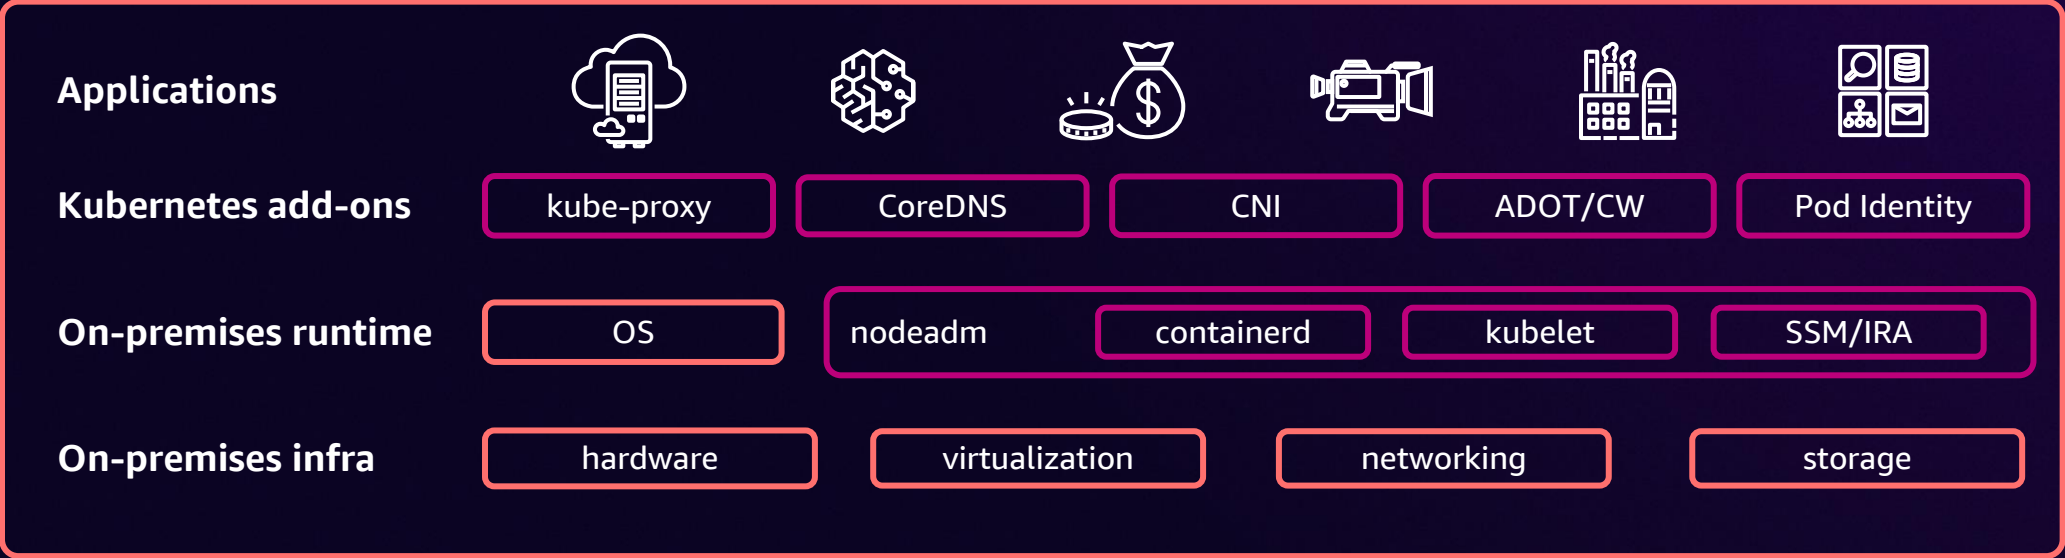 Applications
$
Kubernetes add-ons
kube-proxy
CoreDNS
CNI
ADOT/CW
Pod Identity
On-premises runtime
OS
nodeadm
containerd
kubelet
SSM/IRA
On-premises infra
hardware
virtualization
networking
storage